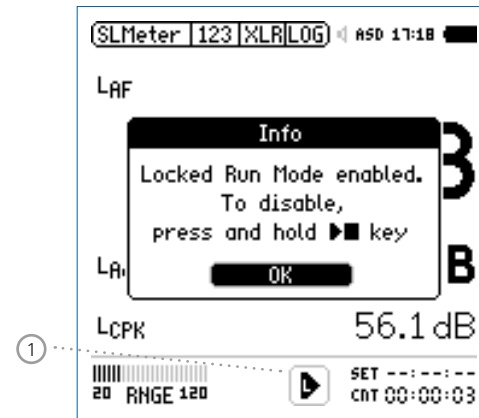 SLMeter 123 XLR LOG ASD 17:18
LAF
Info
Locked Run Mode enabled.
To disable,
press and hold ▶■ key
OK
B
LCPK 56.1 dB
1
SET --:--:--
20 RNGE 120 L CNT 00:00:03